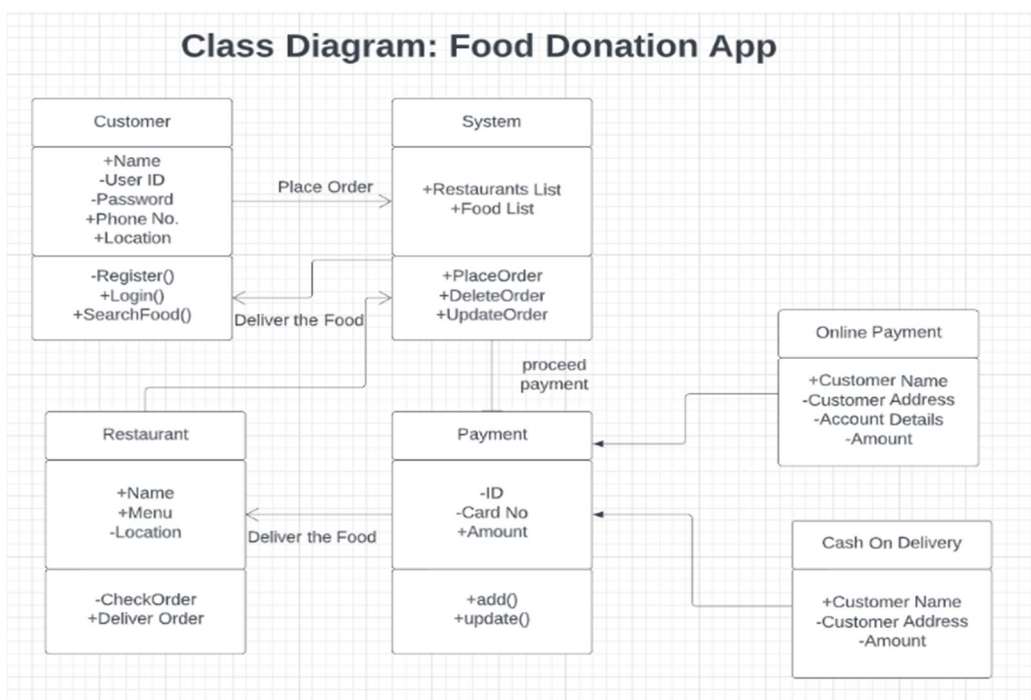 Class Diagram: Food Donation App
Customer
+Name
-User ID
-Password
+Phone No.
+Location
-Register()
+Login()
+SearchFood()
Place Order
System
+Restaurants List
+Food List
+PlaceOrder
+DeleteOrder
+UpdateOrder
Deliver the Food
proceed
payment
Online Payment
+Customer Name
-Customer Address
-Account Details
-Amount
Restaurant
+Name
+Menu
-Location
-CheckOrder
+Deliver Order
Deliver the Food
Payment
-ID
-Card No
+Amount
+add()
+update()
Cash On Delivery
+Customer Name
-Customer Address
-Amount